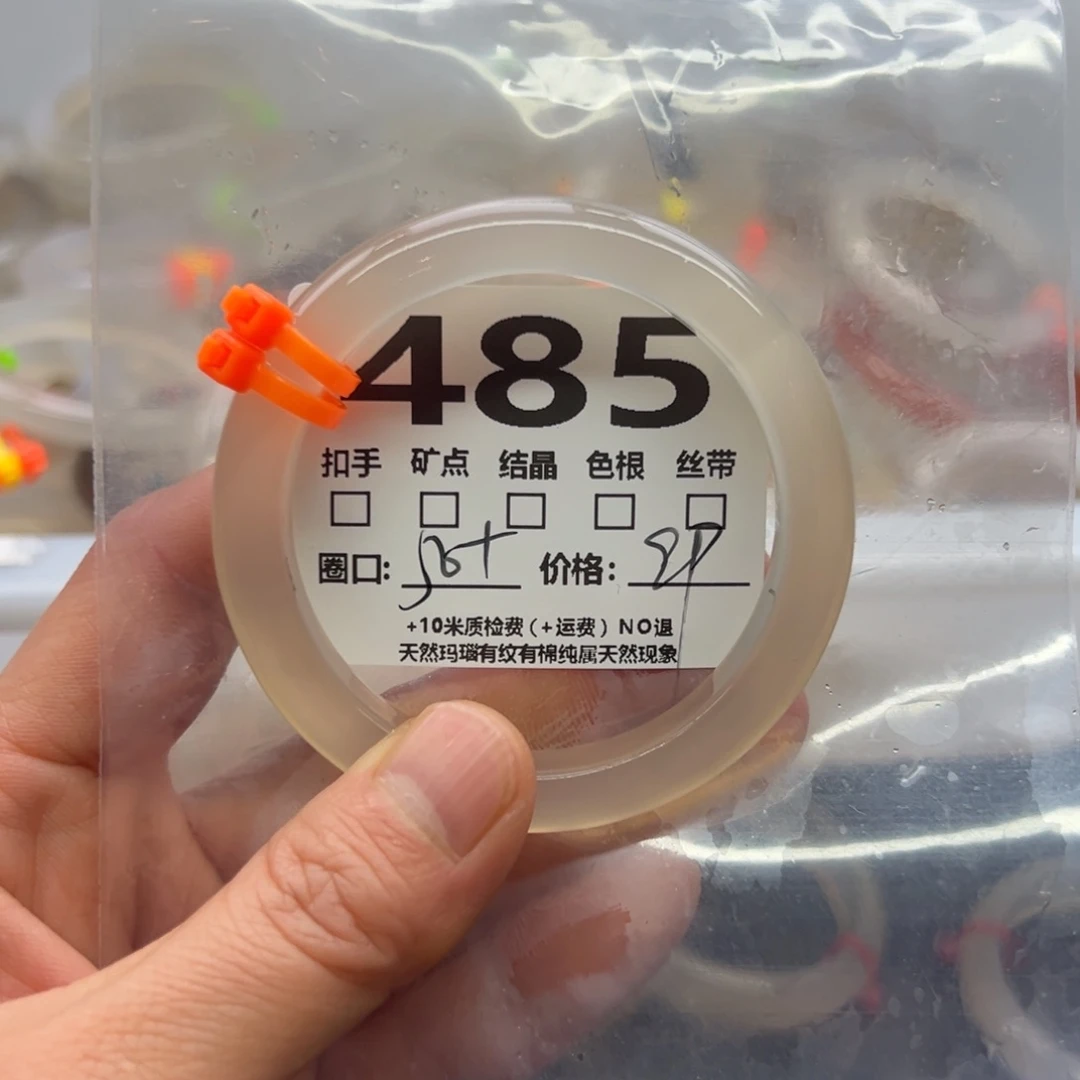 485
扣手 矿点 结晶 色根 丝带
圈口: 56+ 价格:
+10米质检费(+运费) NO退
天然玛瑙有纹有棉纯属天然现象